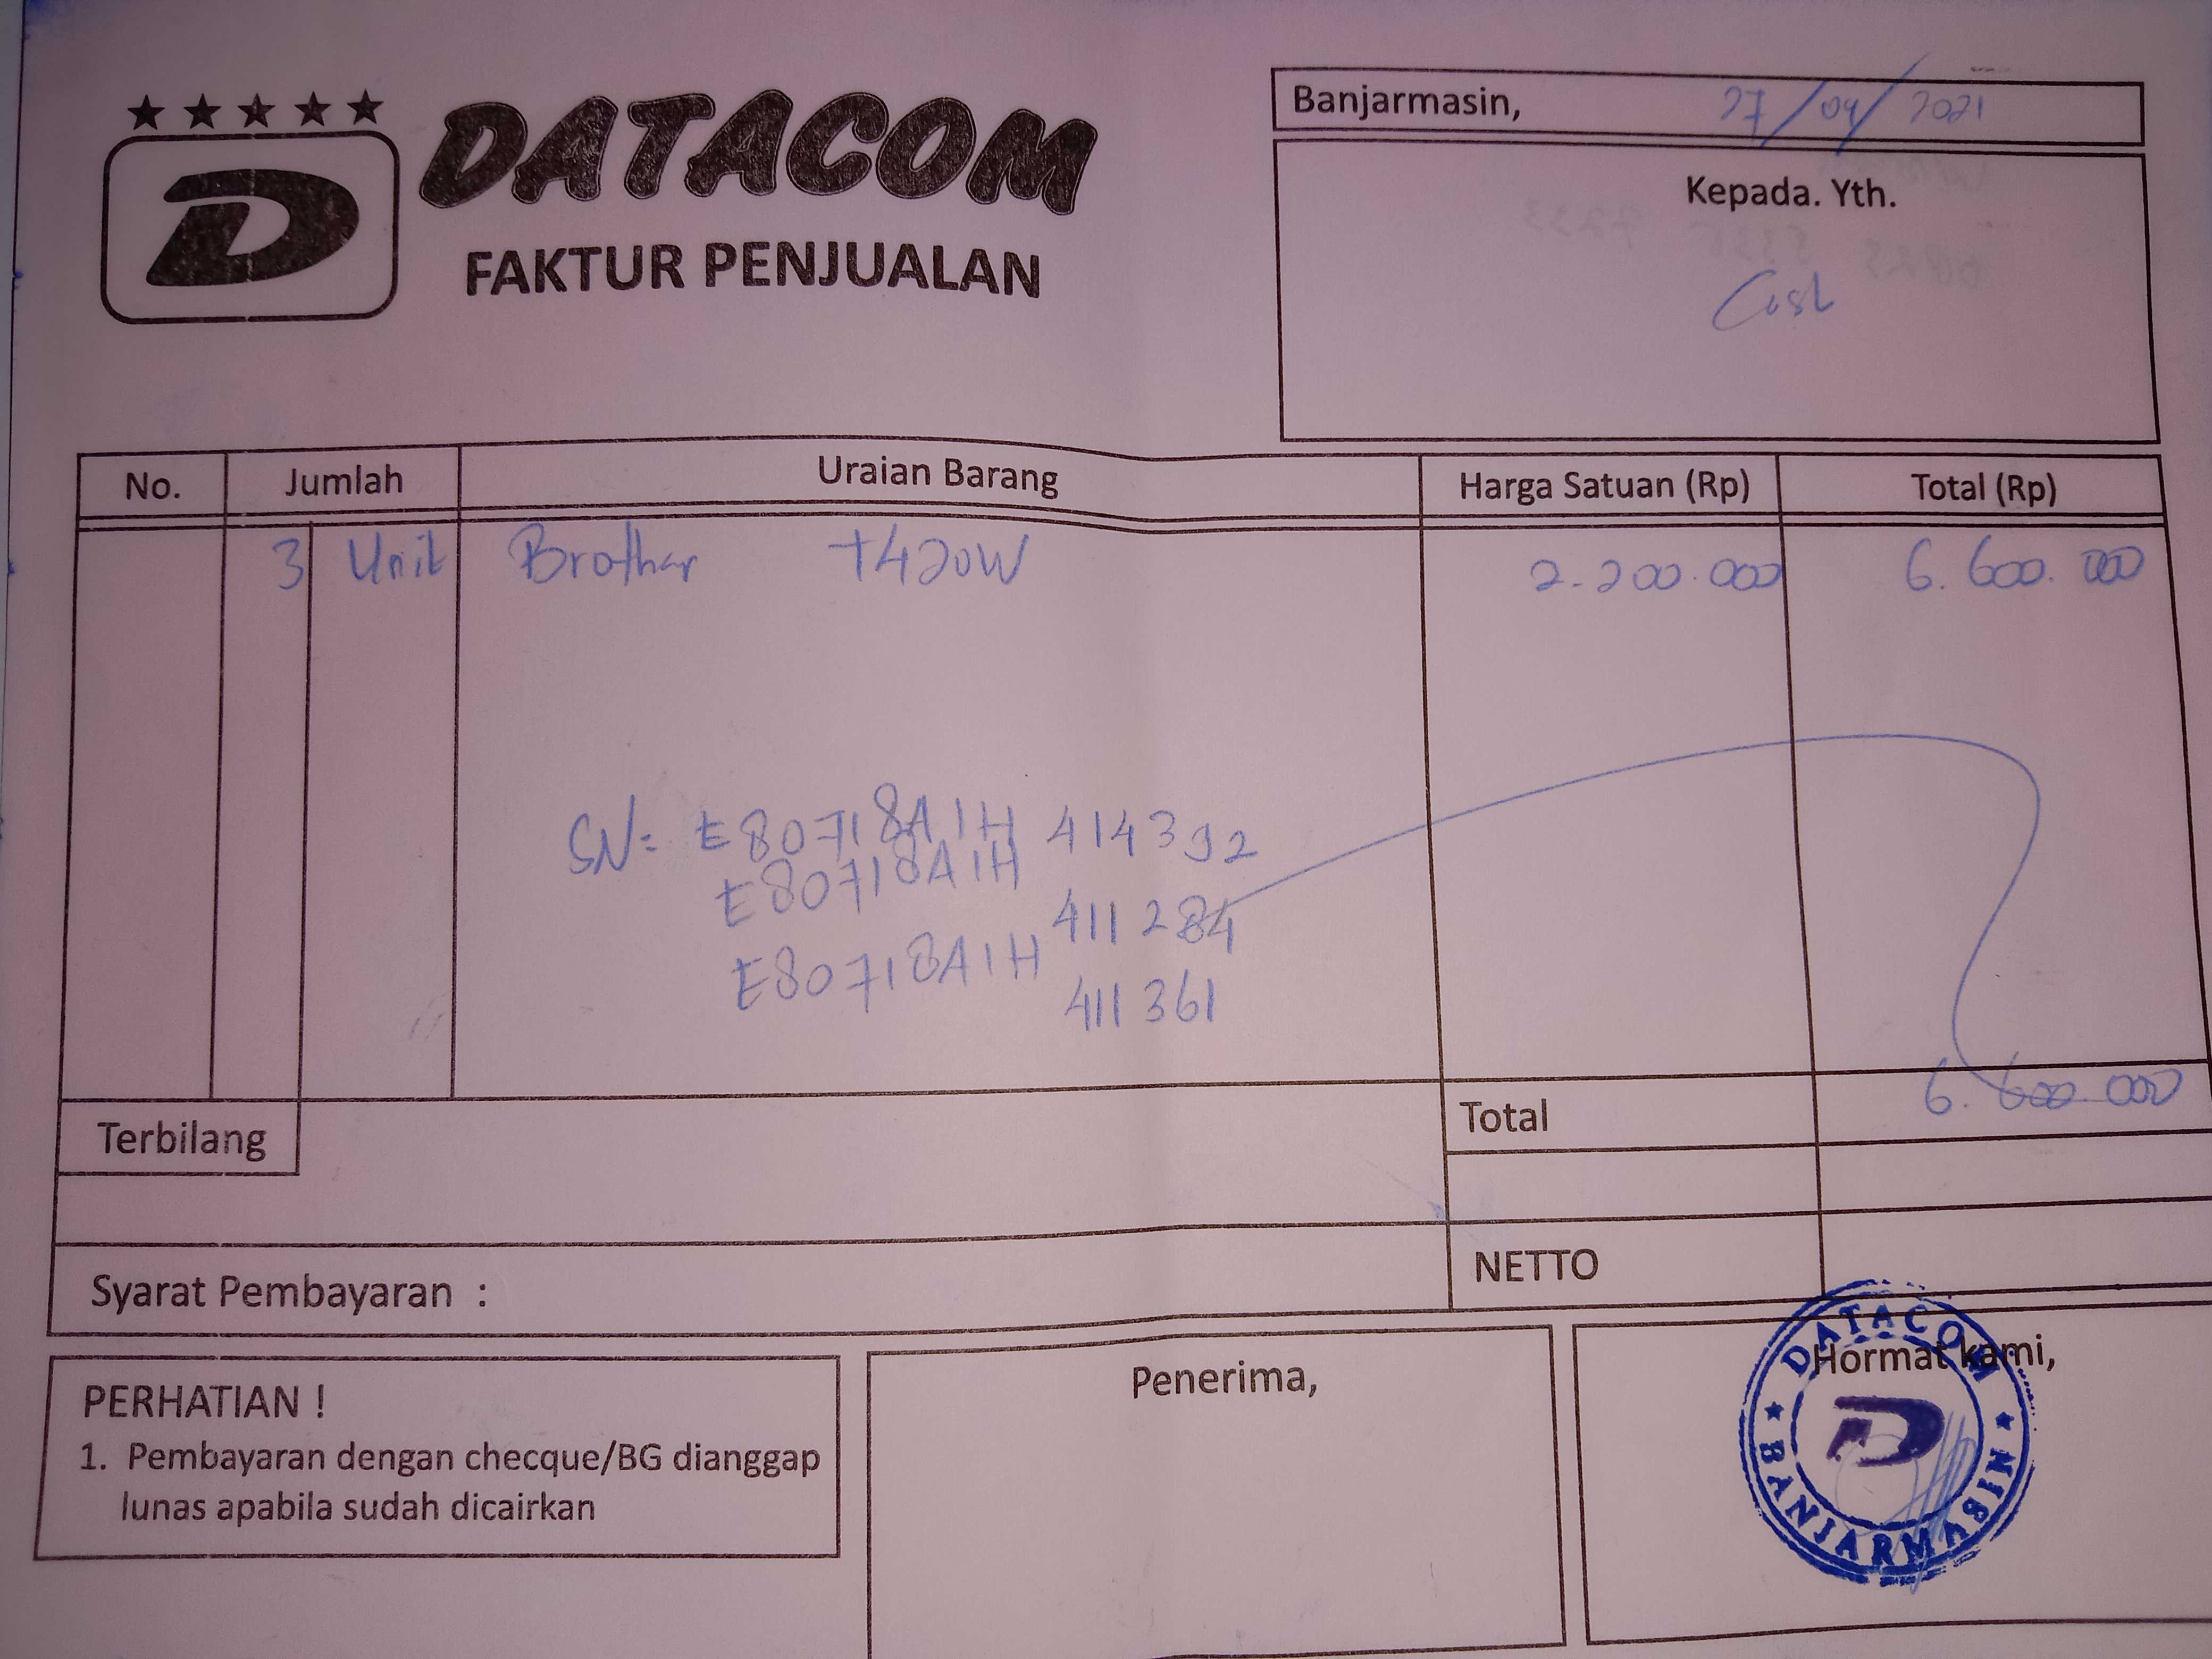 DATACOM
FAKTUR PENJUALAN
Banjarmasin, 27/04/2021
Kepada. Yth.
Cash
No. Jumlah Uraian Barang Harga Satuan (Rp) Total (Rp)
3 Unit Brother T420W 2.200.000 6.600.000
SN: E80718A1H 414392
E80718A1H 411284
E80718A1H 411361
Total 6.600.000
Terbilang
NETTO
Syarat Pembayaran :
PERHATIAN !
1. Pembayaran dengan checque/BG dianggap
lunas apabila sudah dicairkan
Penerima,
Hormat kami,
DATACOM
BANJARMASIN